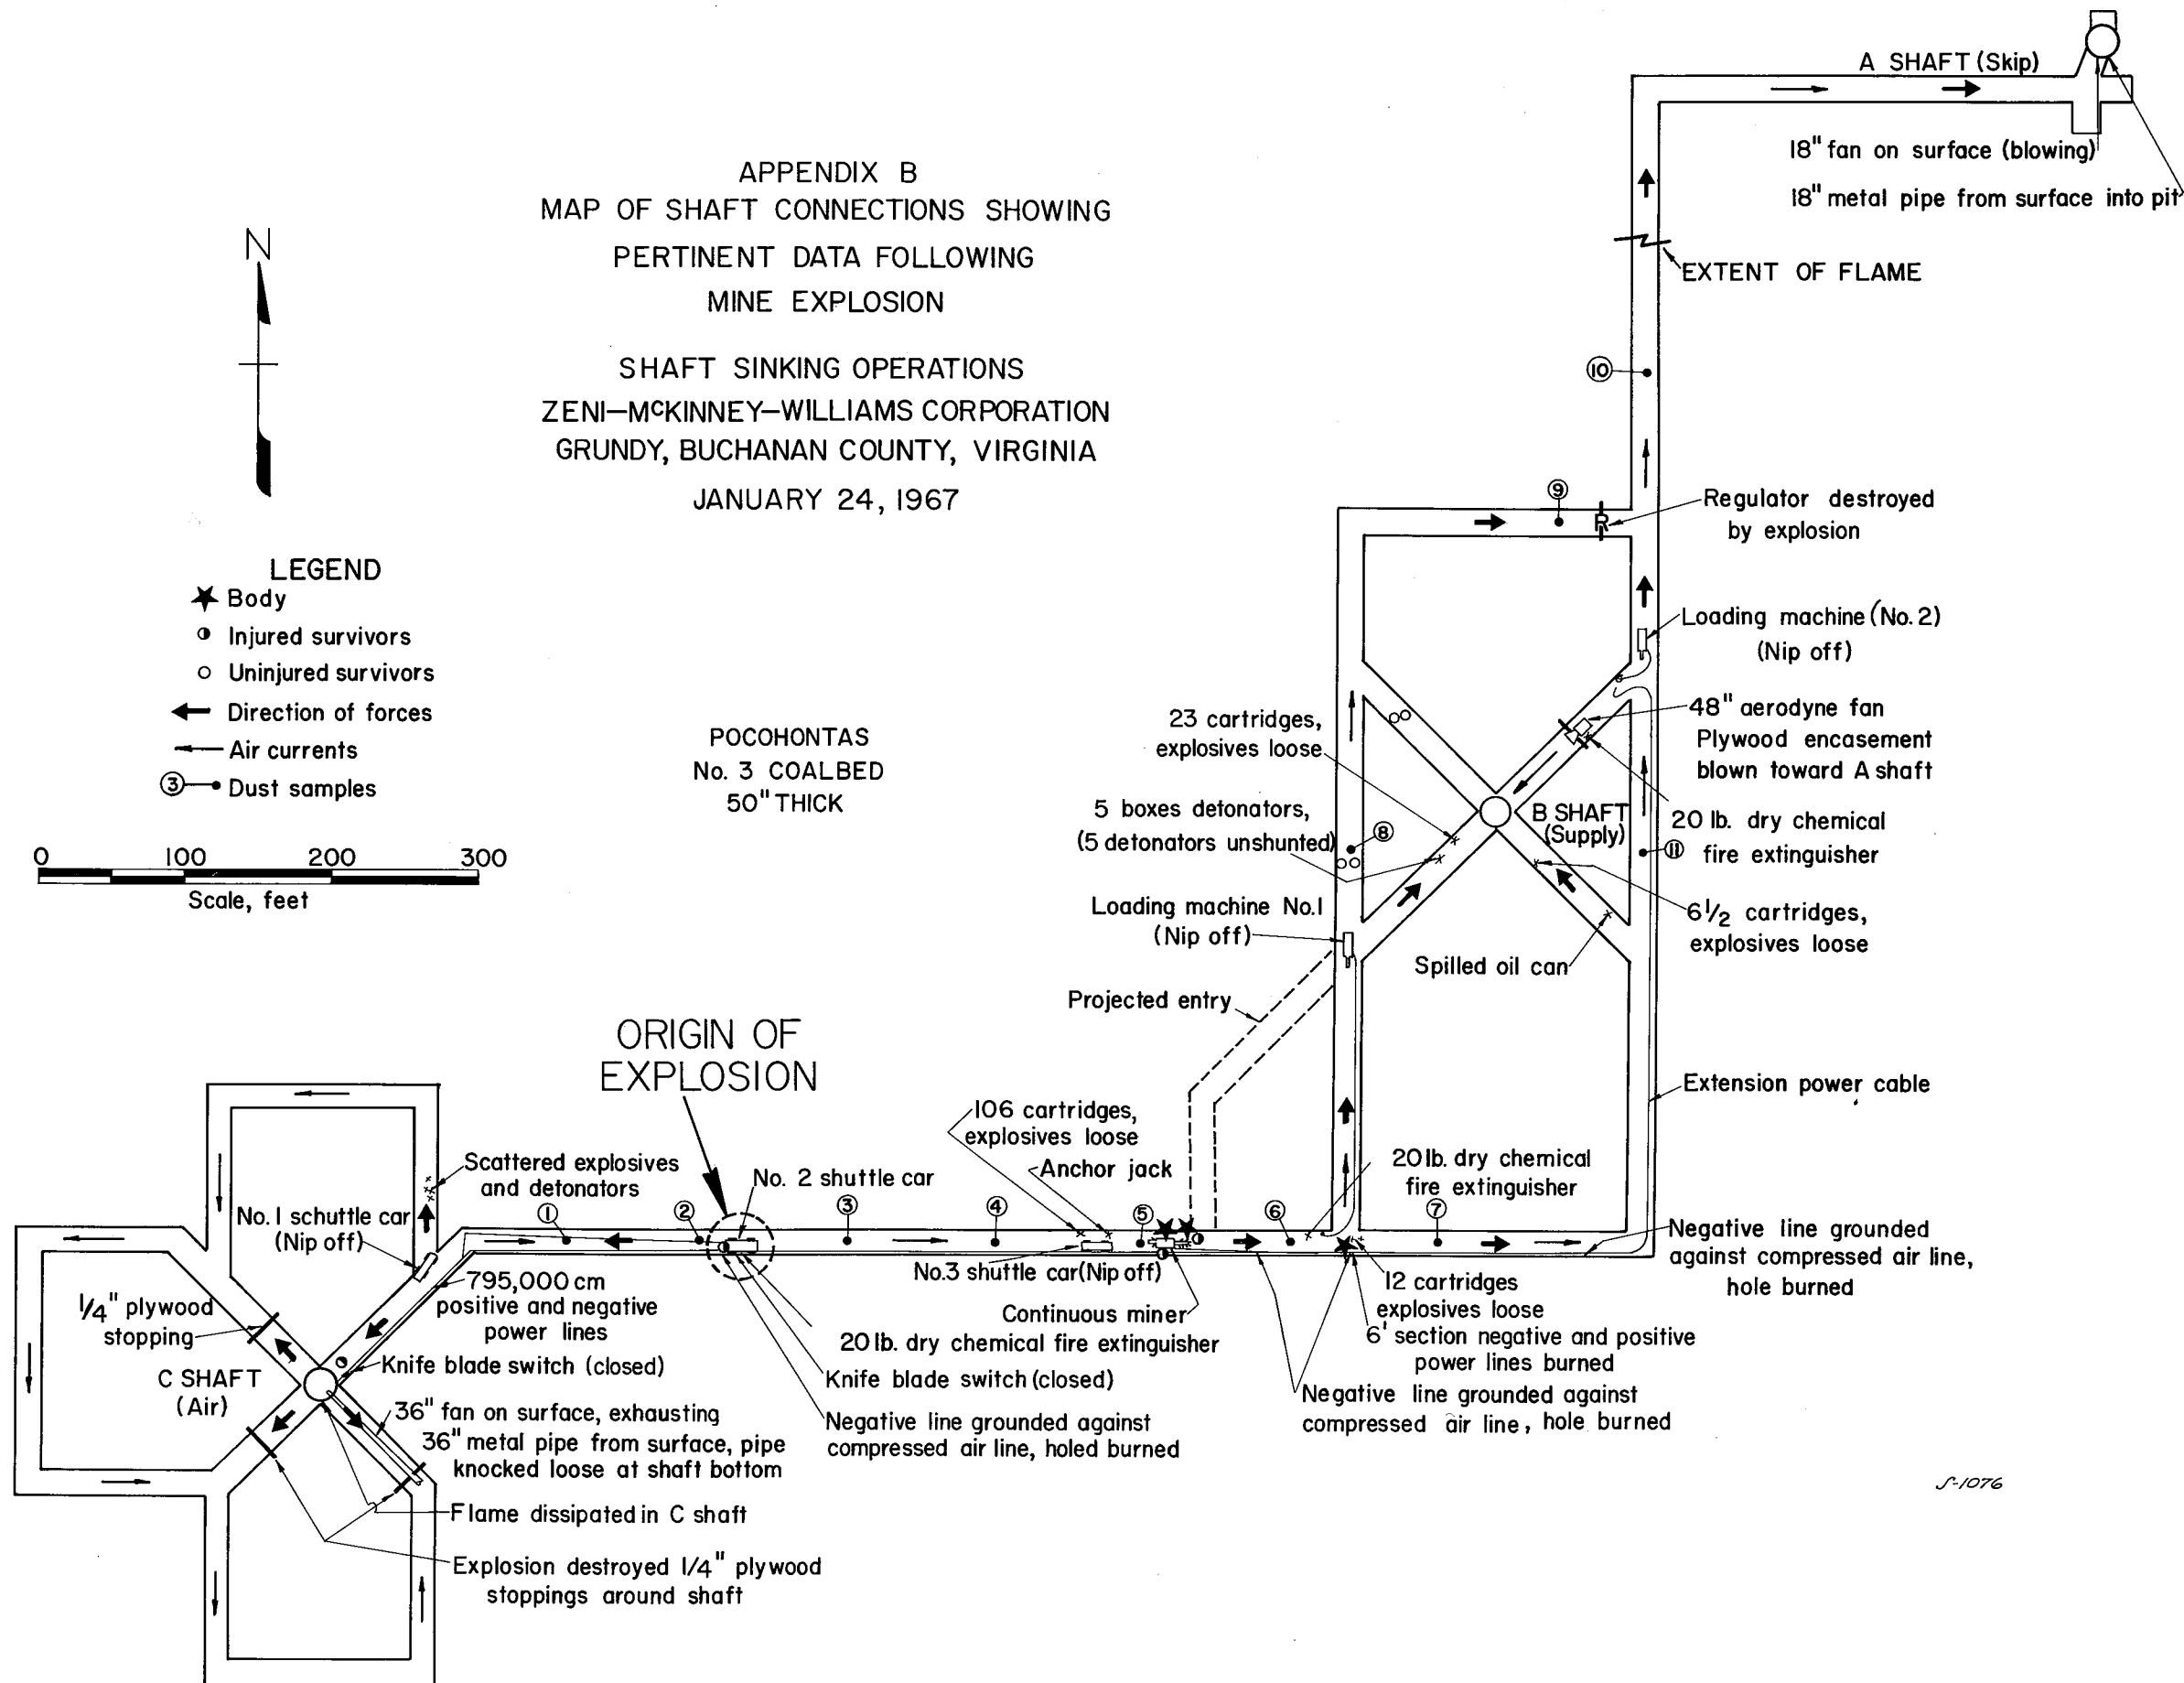 A SHAFT (Skip)
18" fan on surface (blowing)
18" metal pipe from surface into pit
EXTENT OF FLAME
APPENDIX B
MAP OF SHAFT CONNECTIONS SHOWING
PERTINENT DATA FOLLOWING
MINE EXPLOSION
SHAFT SINKING OPERATIONS
ZENI–McKINNEY–WILLIAMS CORPORATION
GRUNDY, BUCHANAN COUNTY, VIRGINIA
JANUARY 24, 1967
N
LEGEND
Body
Injured survivors
Uninjured survivors
Direction of forces
Air currents
3 Dust samples
0 100 200 300
Scale, feet
POCOHONTAS
No. 3 COALBED
50" THICK
10
9
R
Regulator destroyed
by explosion
Loading machine (No. 2)
(Nip off)
48" aerodyne fan
Plywood encasement
blown toward A shaft
23 cartridges,
explosives loose
5 boxes detonators,
(5 detonators unshunted)
8
B SHAFT
(Supply)
20 lb. dry chemical
fire extinguisher
11
Loading machine No. 1
(Nip off)
6 1/2 cartridges,
explosives loose
Spilled oil can
Projected entry
Extension power cable
ORIGIN OF
EXPLOSION
106 cartridges,
explosives loose
Anchor jack
20 lb. dry chemical
fire extinguisher
Scattered explosives
and detonators
No. 2 shuttle car
No. 1 schuttle car
(Nip off)
1
2
3
4
5
6
7
Negative line grounded
against compressed air line,
hole burned
No. 3 shuttle car (Nip off)
795,000 cm
positive and negative
power lines
1/4" plywood
stopping
Continuous miner
12 cartridges
explosives loose
6' section negative and positive
power lines burned
20 lb. dry chemical fire extinguisher
Knife blade switch (closed)
Knife blade switch (closed)
C SHAFT
(Air)
Negative line grounded against
compressed air line, hole burned
Negative line grounded against
compressed air line, holed burned
36" fan on surface, exhausting
36" metal pipe from surface, pipe
knocked loose at shaft bottom
Flame dissipated in C shaft
Explosion destroyed 1/4" plywood
stoppings around shaft
S-1076